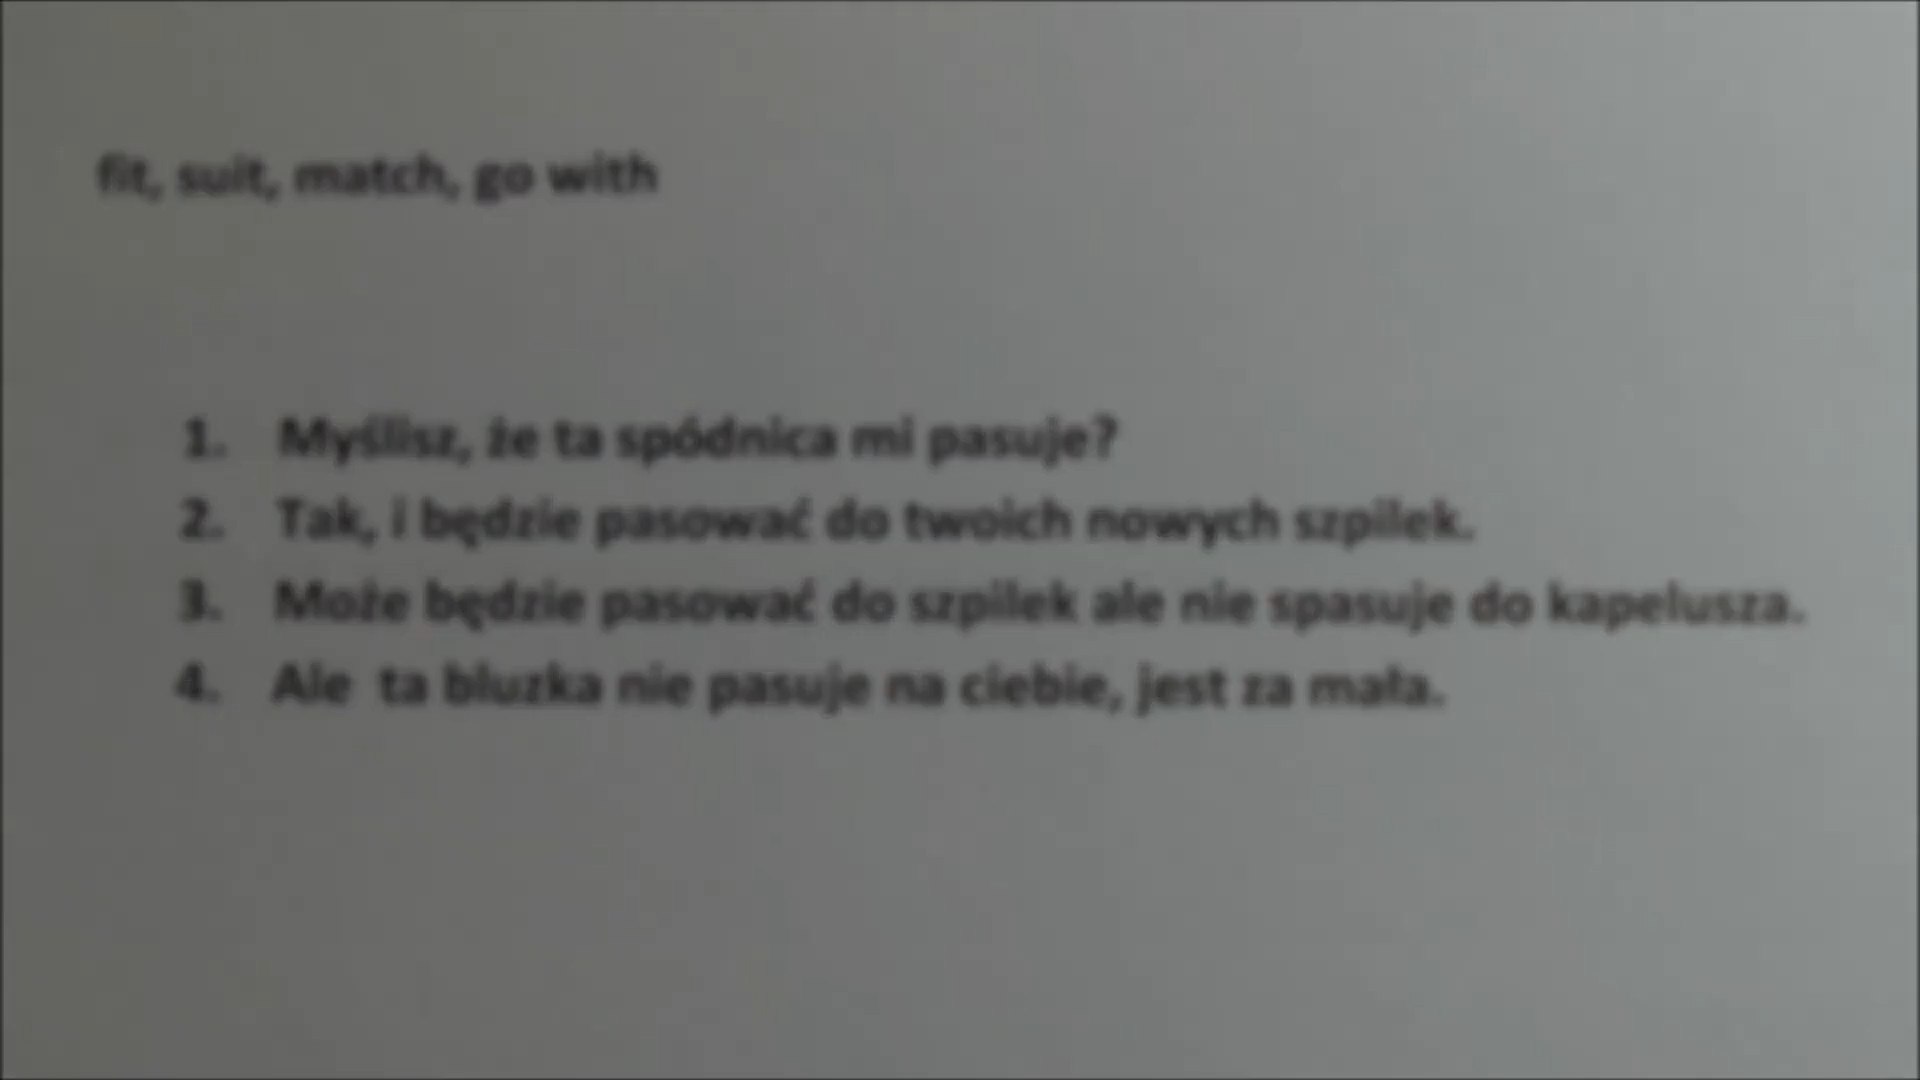 fit, suit, match, go with
1. Myślisz, że ta spódnica mi pasuje?
2. Tak, i będzie pasować do twoich nowych szpilek.
3. Może będzie pasować do szpilek ale nie spasuje do kapelusza.
4. Ale ta bluzka nie pasuje na ciebie, jest za mała.